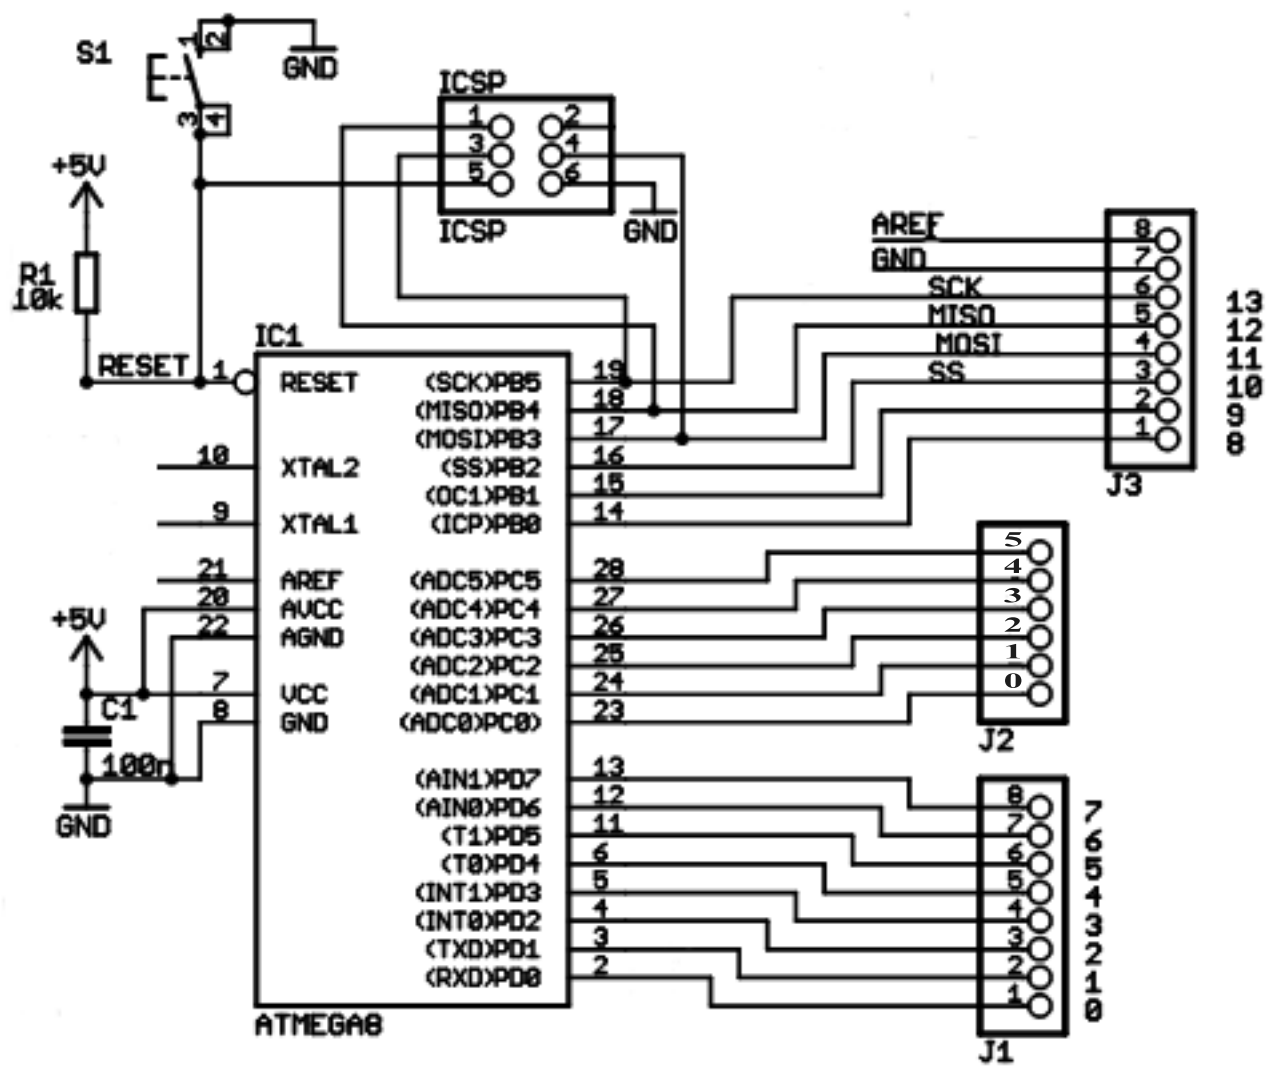 S1
1
2
GND
3
4
ICSP
1 2
3 4
5 6
ICSP
GND
+5V
R1
10k
RESET
AREF 8
GND 7
SCK 6 13
MISO 5 12
MOSI 4 11
SS 3 10
2 9
1 8
J3
IC1
1 RESET (SCK)PB5 19
(MISO)PB4 18
(MOSI)PB3 17
10 XTAL2 (SS)PB2 16
(OC1)PB1 15
9 XTAL1 (ICP)PB0 14
21 AREF (ADC5)PC5 28
20 AVCC (ADC4)PC4 27
22 AGND (ADC3)PC3 26
(ADC2)PC2 25
7 VCC (ADC1)PC1 24
8 GND (ADC0)PC0) 23
(AIN1)PD7 13
(AIN0)PD6 12
(T1)PD5 11
(T0)PD4 6
(INT1)PD3 5
(INT0)PD2 4
(TXD)PD1 3
(RXD)PD0 2
ATMEGA8
+5V
C1
100n
GND
5
4
3
2
1
0
J2
8 7
7 6
6 5
5 4
4 3
3 2
2 1
1 0
J1